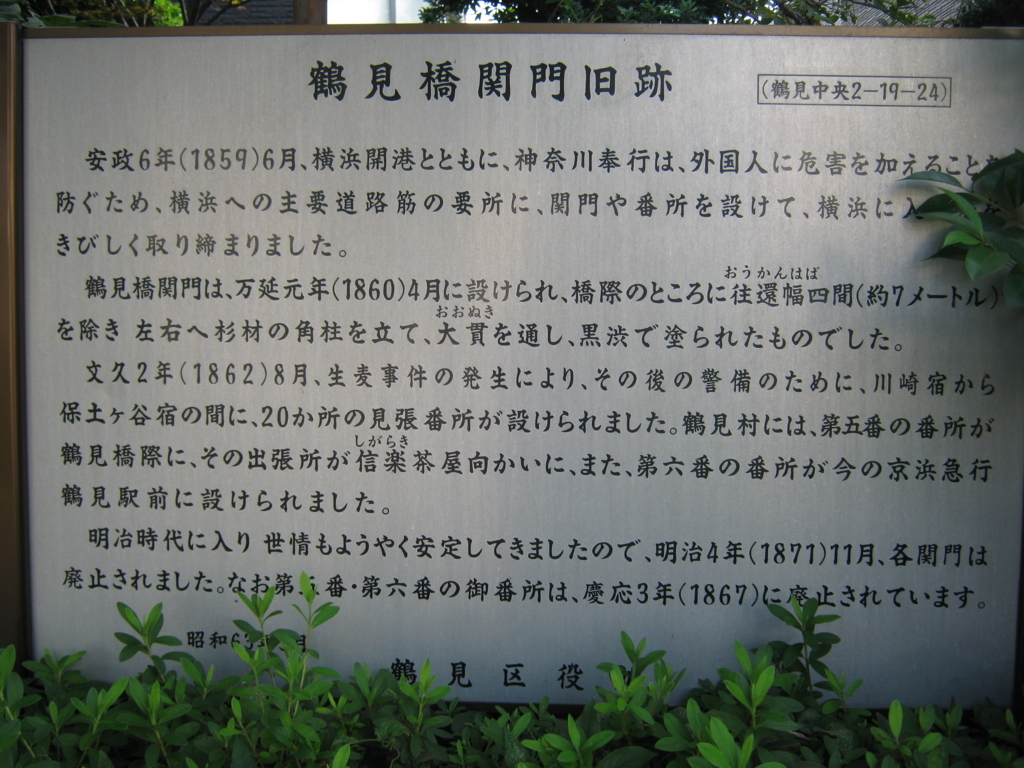 鶴見橋関門旧跡
(鶴見中央2-19-24)
安政6年(1859)6月、横浜開港とともに、神奈川奉行は、外国人に危害を加えること
防ぐため、横浜への主要道路筋の要所に、関門や番所を設けて、横浜に入
きびしく取り締まりました。
おうかんはば
鶴見橋関門は、万延元年(1860)4月に設けられ、橋際のところに往還幅四間(約7メートル)
おおぬき
を除き 左右へ杉材の角柱を立て、大貫を通し、黒渋で塗られたものでした。
文久2年(1862)8月、生麦事件の発生により、その後の警備のために、川崎宿から
保土ヶ谷宿の間に、20か所の見張番所が設けられました。鶴見村には、第五番の番所が
しがらき
鶴見橋際に、その出張所が信楽茶屋向かいに、また、第六番の番所が今の京浜急行
鶴見駅前に設けられました。
明治時代に入り 世情もようやく安定してきましたので、明治4年(1871)11月、各関門は
廃止されました。なお第五番・第六番の御番所は、慶応3年(1867)に廃止されています。
昭和63年 月
鶴見区役